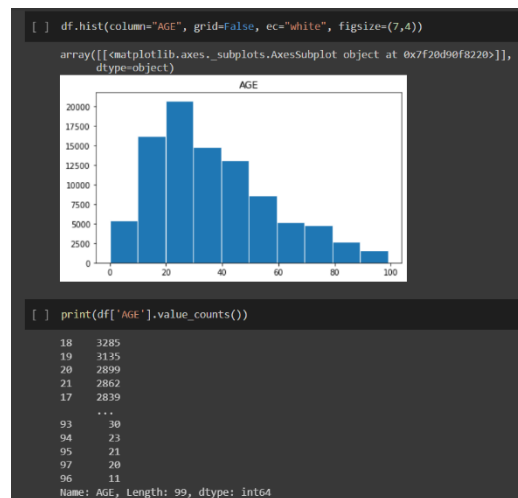 [ ] df.hist(column="AGE", grid=False, ec="white", figsize=(7,4))
array([[<matplotlib.axes._subplots.AxesSubplot object at 0x7f20d90f8220>]],
dtype=object)
AGE
20000
17500
15000
12500
10000
7500
5000
2500
0
0 20 40 60 80 100
[ ] print(df['AGE'].value_counts())
18 3285
19 3135
20 2899
21 2862
17 2839
...
93 30
94 23
95 21
97 20
96 11
Name: AGE, Length: 99, dtype: int64